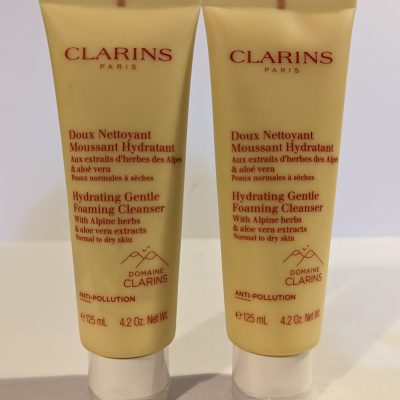 CLARINS
PARIS
Doux Nettoyant
Moussant Hydratant
Aux extraits d'herbes des Alpes
& aloé vera
Peaux normales à sèches
Hydrating Gentle
Foaming Cleanser
With Alpine herbs
& aloe vera extracts
Normal to dry skin
DOMAINE
CLARINS
ANTI-POLLUTION
℮125 mL 4.2 Oz. Net Wt.
CLARINS
PARIS
Doux Nettoyant
Moussant Hydratant
Aux extraits d'herbes des Alpes
& aloé vera
Peaux normales à sèches
Hydrating Gentle
Foaming Cleanser
With Alpine herbs
& aloe vera extracts
Normal to dry skin
DOMAINE
CLARINS
ANTI-POLLUTION
℮125 mL 4.2 Oz. Net Wt.